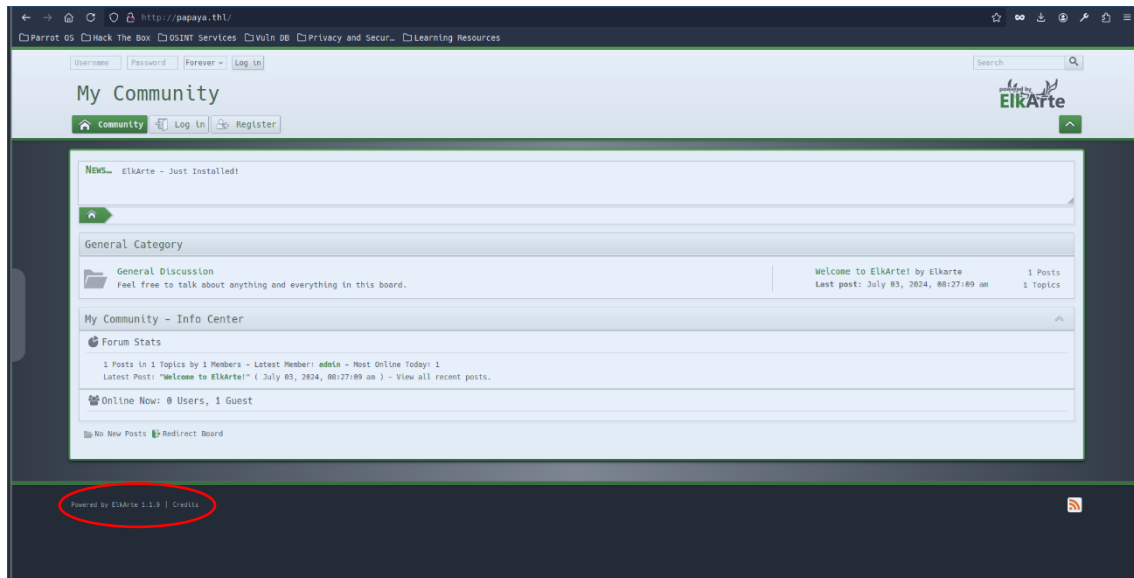 http://papaya.thl/
Parrot OS Hack The Box OSINT Services Vuln DB Privacy and Secur… Learning Resources
Username Password Forever Log in Search
My Community
powered by ElkArte
Community Log in Register
News… ElkArte - Just Installed!
General Category
General Discussion Welcome to ElkArte! by Elkarte 1 Posts
Feel free to talk about anything and everything in this board. Last post: July 03, 2024, 08:27:09 am 1 Topics
My Community - Info Center
Forum Stats
1 Posts in 1 Topics by 1 Members - Latest Member: admin - Most Online Today: 1
Latest Post: "Welcome to ElkArte!" ( July 03, 2024, 08:27:09 am ) - View all recent posts.
Online Now: 0 Users, 1 Guest
No New Posts Redirect Board
Powered by ElkArte 1.1.9 | Credits